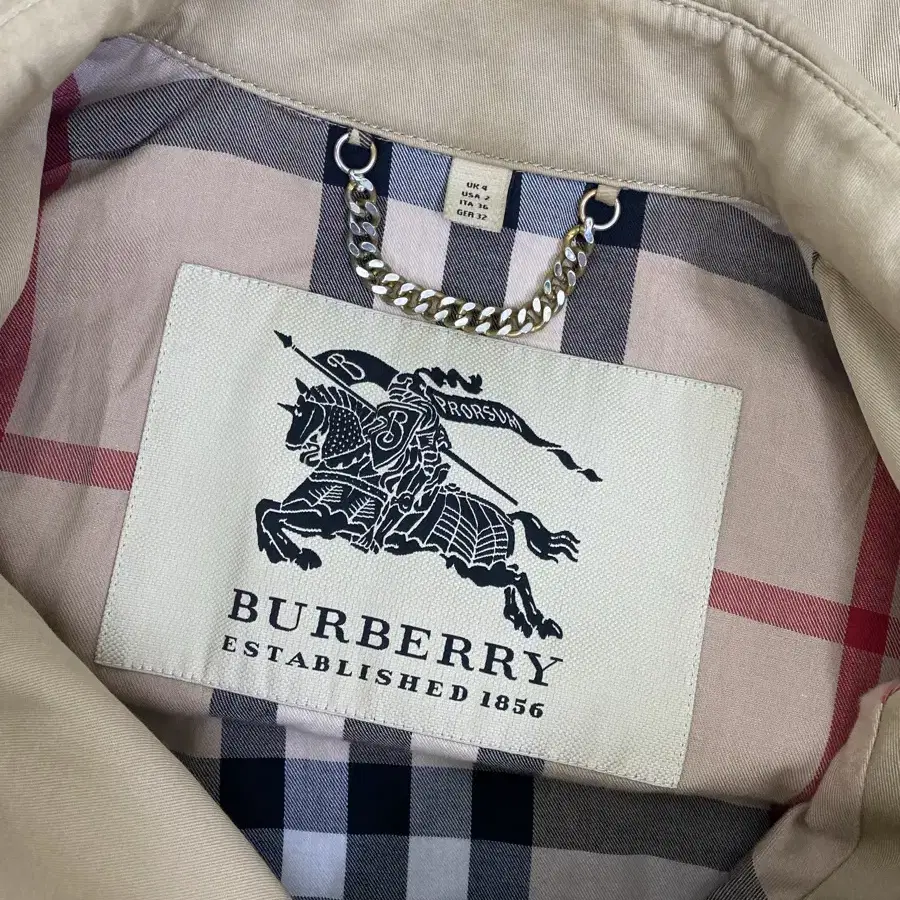 UK 4
USA 2
ITA 36
GER 32
B
PRORSUM
B
BURBERRY
ESTABLISHED 1856